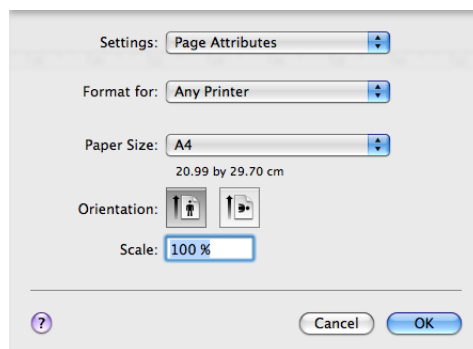 Settings: Page Attributes
Format for: Any Printer
Paper Size: A4
20.99 by 29.70 cm
Orientation:
Scale: 100 %
? Cancel OK